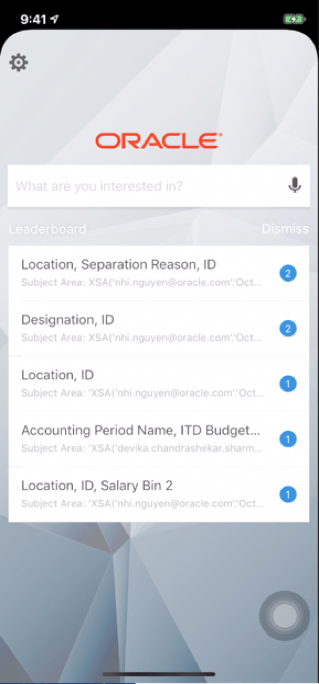 9:41
ORACLE
What are you interested in?
Leaderboard Dismiss
Location, Separation Reason, ID
2
Subject Area: XSA('nhi.nguyen@oracle.com'.'Oct...
Designation, ID
2
Subject Area: XSA('nhi.nguyen@oracle.com'.'Oct...
Location, ID
1
Subject Area: 'XSA('nhi.nguyen@oracle.com'.'Oct...
Accounting Period Name, ITD Budget...
1
Subject Area: 'XSA('devika.chandrashekar.sharm...
Location, ID, Salary Bin 2
1
Subject Area: 'XSA('nhi.nguyen@oracle.com'.'Oct...